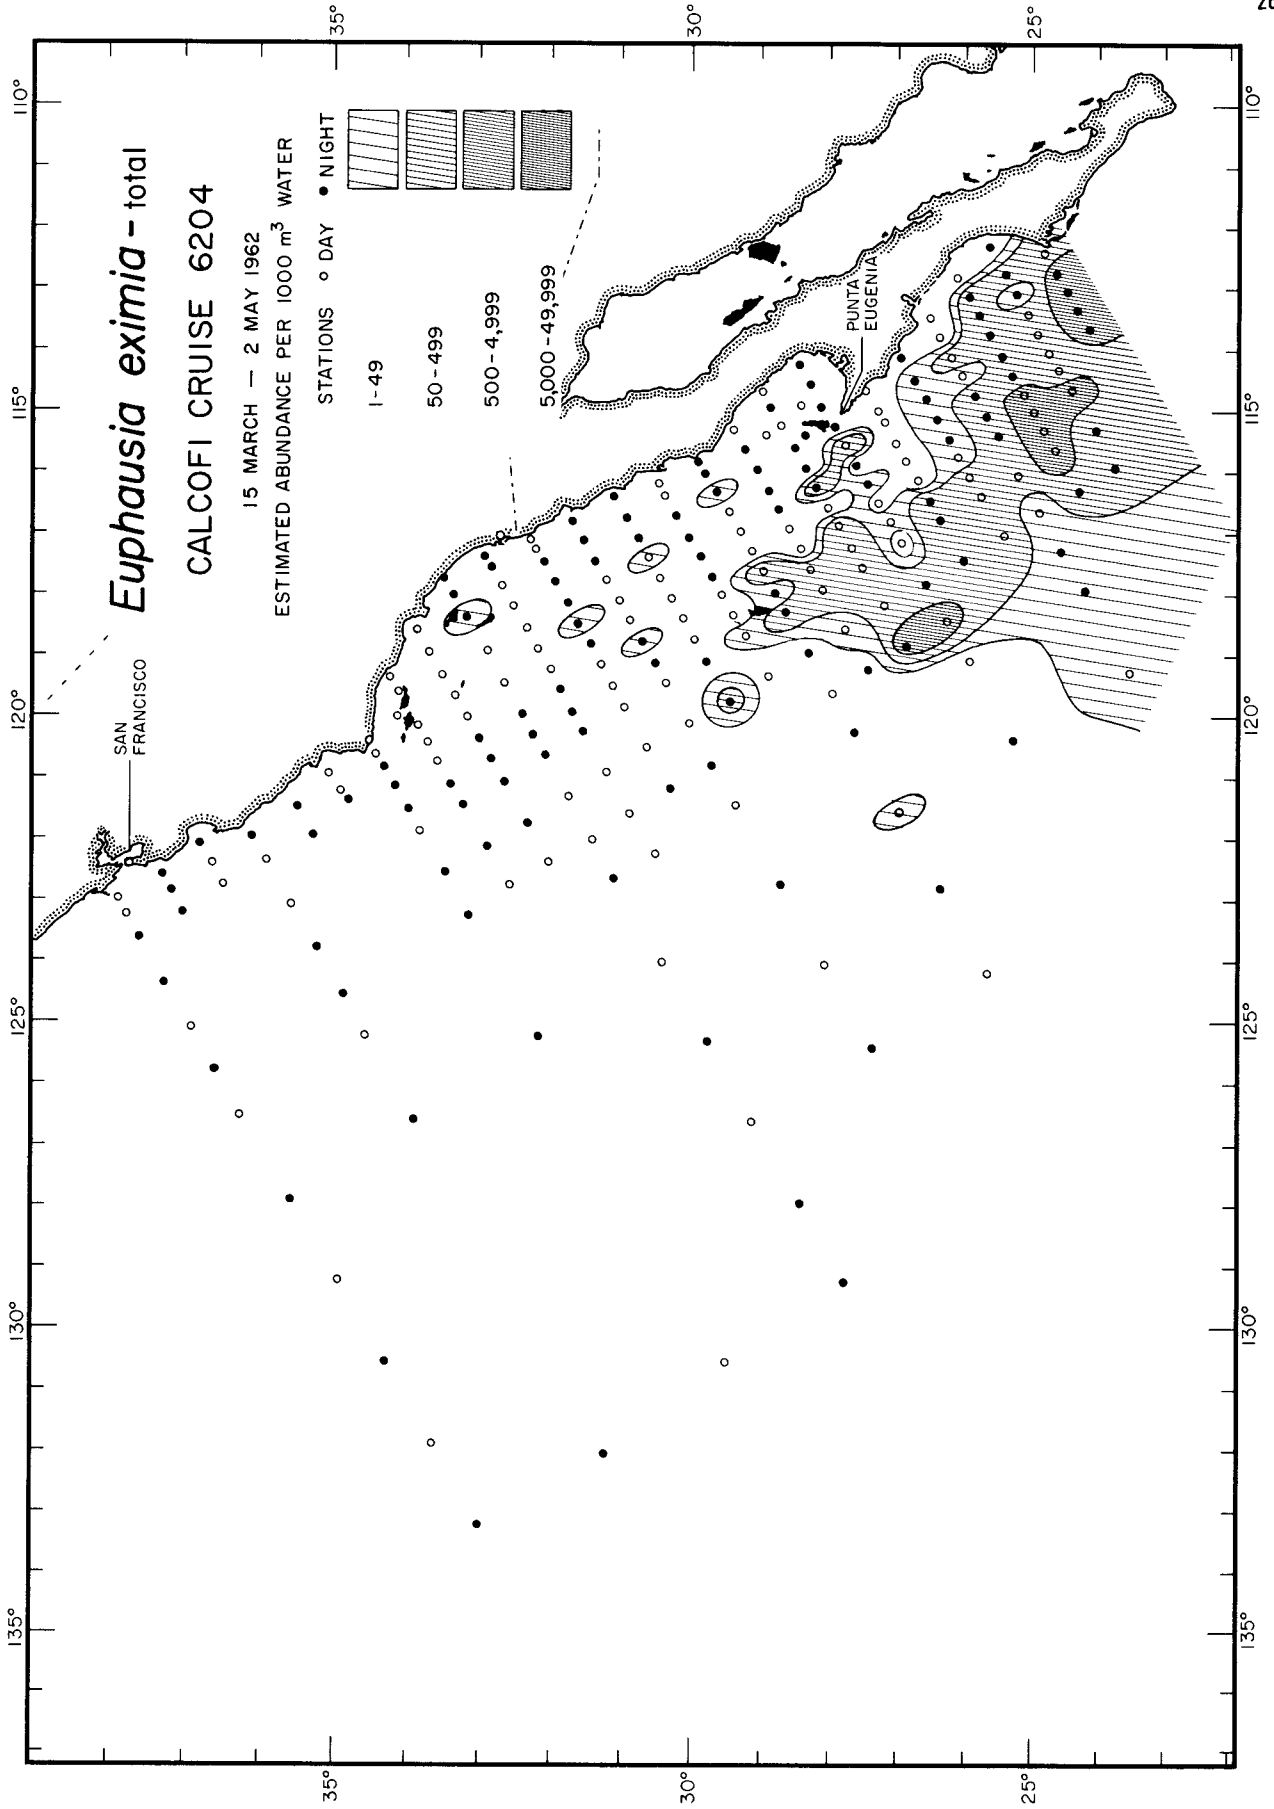 Euphausia eximia – total
CALCOFI CRUISE 6204
15 MARCH — 2 MAY 1962
ESTIMATED ABUNDANCE PER 1000 m³ WATER
STATIONS ○ DAY ● NIGHT
1-49
50-499
500-4,999
5,000-49,999
SAN
FRANCISCO
PUNTA
EUGENIA
135°
130°
125°
120°
115°
110°
35°
30°
25°
35°
30°
25°
135°
130°
125°
120°
115°
110°